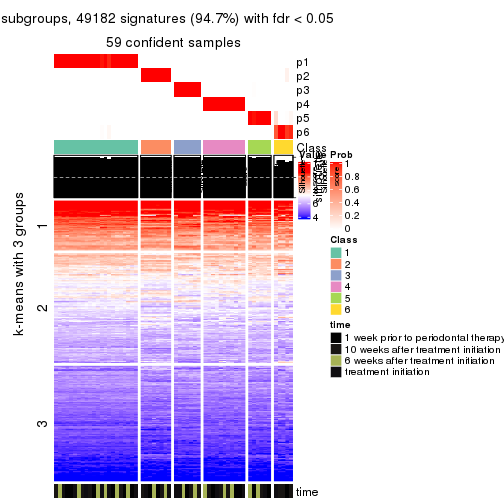 subgroups, 49182 signatures (94.7%) with fdr < 0.05
59 confident samples
p1
p2
p3
p4
p5
p6
Class
Value
Prob
1
0.8
0.6
0.4
0.2
0
4
score
k-means with 3 groups
1
2
3
Class
1
2
3
4
5
6
time
1 week prior to periodontal therapy
10 weeks after treatment initiation
6 weeks after treatment initiation
treatment initiation
time